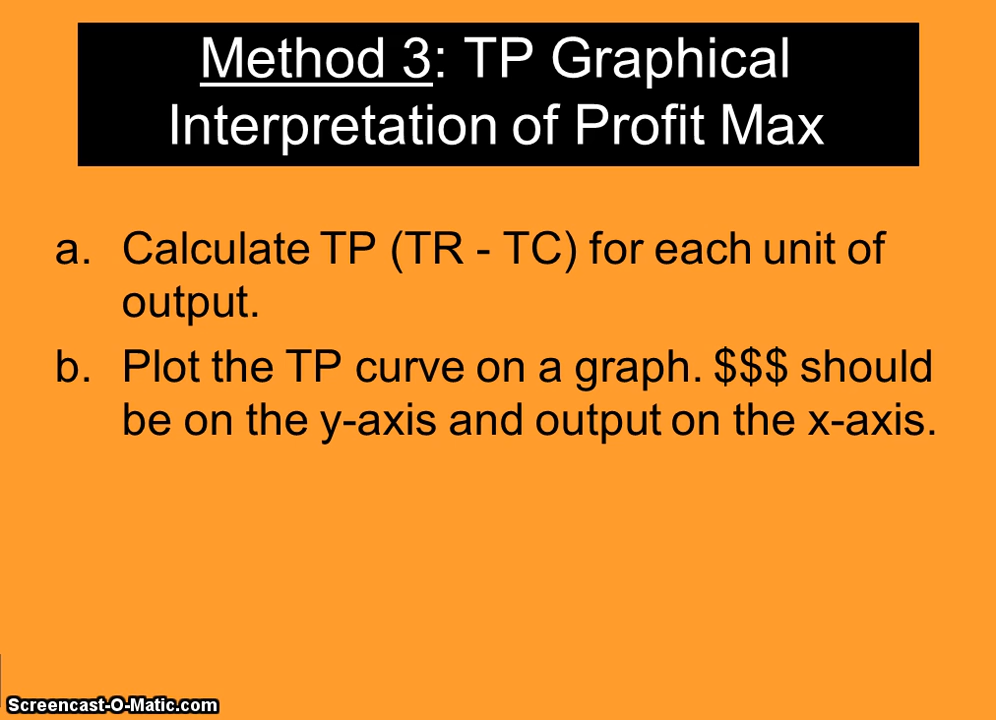 Method 3: TP Graphical
Interpretation of Profit Max
a. Calculate TP (TR - TC) for each unit of
output.
b. Plot the TP curve on a graph. $$$ should
be on the y-axis and output on the x-axis.
Screencast-O-Matic.com